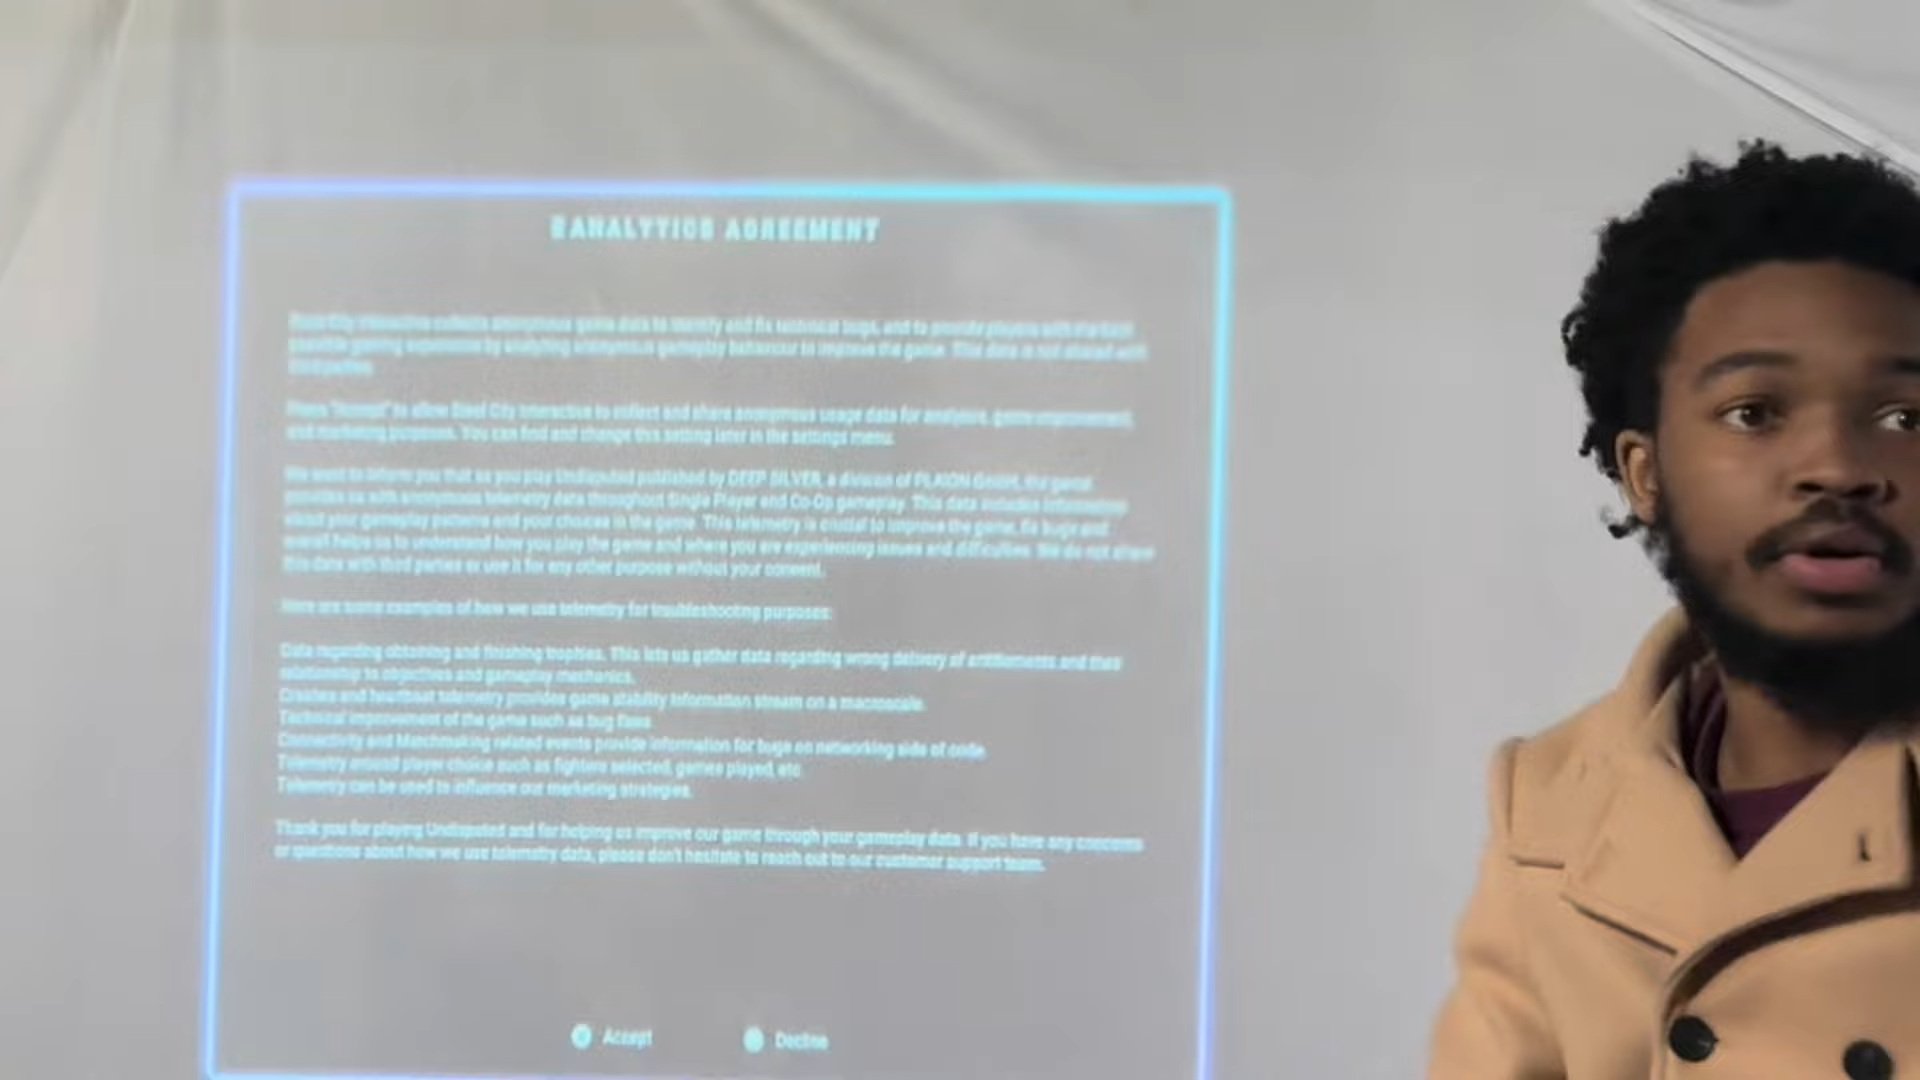 ANALYTICS AGREEMENT
Steel City Interactive collects anonymous game data to identify and fix technical bugs, and to provide players with the best
possible gaming experience by analyzing anonymous gameplay behaviour to improve the game. This data is not shared with
third parties.
Press "Accept" to allow Steel City Interactive to collect and share anonymous usage data for analytics, game improvement,
and marketing purposes. You can find and change this setting later in the settings menu.
We want to inform you that as you play Undisputed published by DEEP SILVER, a division of PLAION GmbH, the game
provides us with anonymous telemetry data throughout Single Player and Co-Op gameplay. This data includes information
about your gameplay patterns and your choices in the game. This telemetry is crucial to improve the game, fix bugs and
overall helps us to understand how you play the game and where you are experiencing issues and difficulties. We do not share
this data with third parties or use it for any other purpose without your consent.
Here are some examples of how we use telemetry for troubleshooting purposes:
Data regarding obtaining and finishing trophies. This lets us gather data regarding wrong delivery of entitlements and their
relationship to objectives and gameplay mechanics.
Crashes and heartbeat telemetry provides game stability information stream on a macroscale.
Technical improvement of the game such as bug fixes
Connectivity and Matchmaking related events provide information for bugs on networking side of code
Telemetry around player choice such as fighters selected, games played, etc
Telemetry can be used to influence our marketing strategies.
Thank you for playing Undisputed and for helping us improve our game through your gameplay data. If you have any concerns
or questions about how we use telemetry data, please don't hesitate to reach out to our customer support team.
Accept
Decline